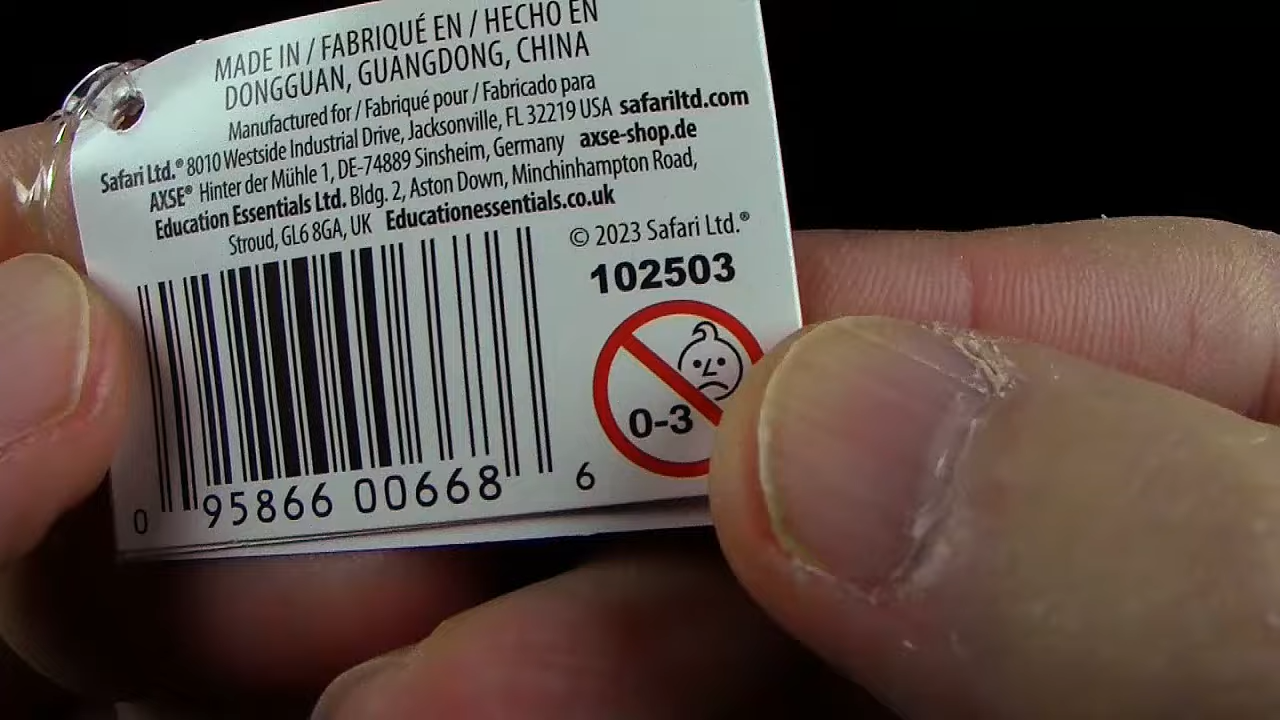 MADE IN / FABRIQUÉ EN / HECHO EN
DONGGUAN, GUANGDONG, CHINA
Manufactured for / Fabriqué pour / Fabricado para
Safari Ltd.® 8010 Westside Industrial Drive, Jacksonville, FL 32219 USA safariltd.com
AXSE® Hinter der Mühle 1, DE-74889 Sinsheim, Germany axse-shop.de
Education Essentials Ltd. Bldg. 2, Aston Down, Minchinhampton Road,
Stroud, GL6 8GA, UK Educationessentials.co.uk
© 2023 Safari Ltd.®
102503
0-3
0 95866 00668 6